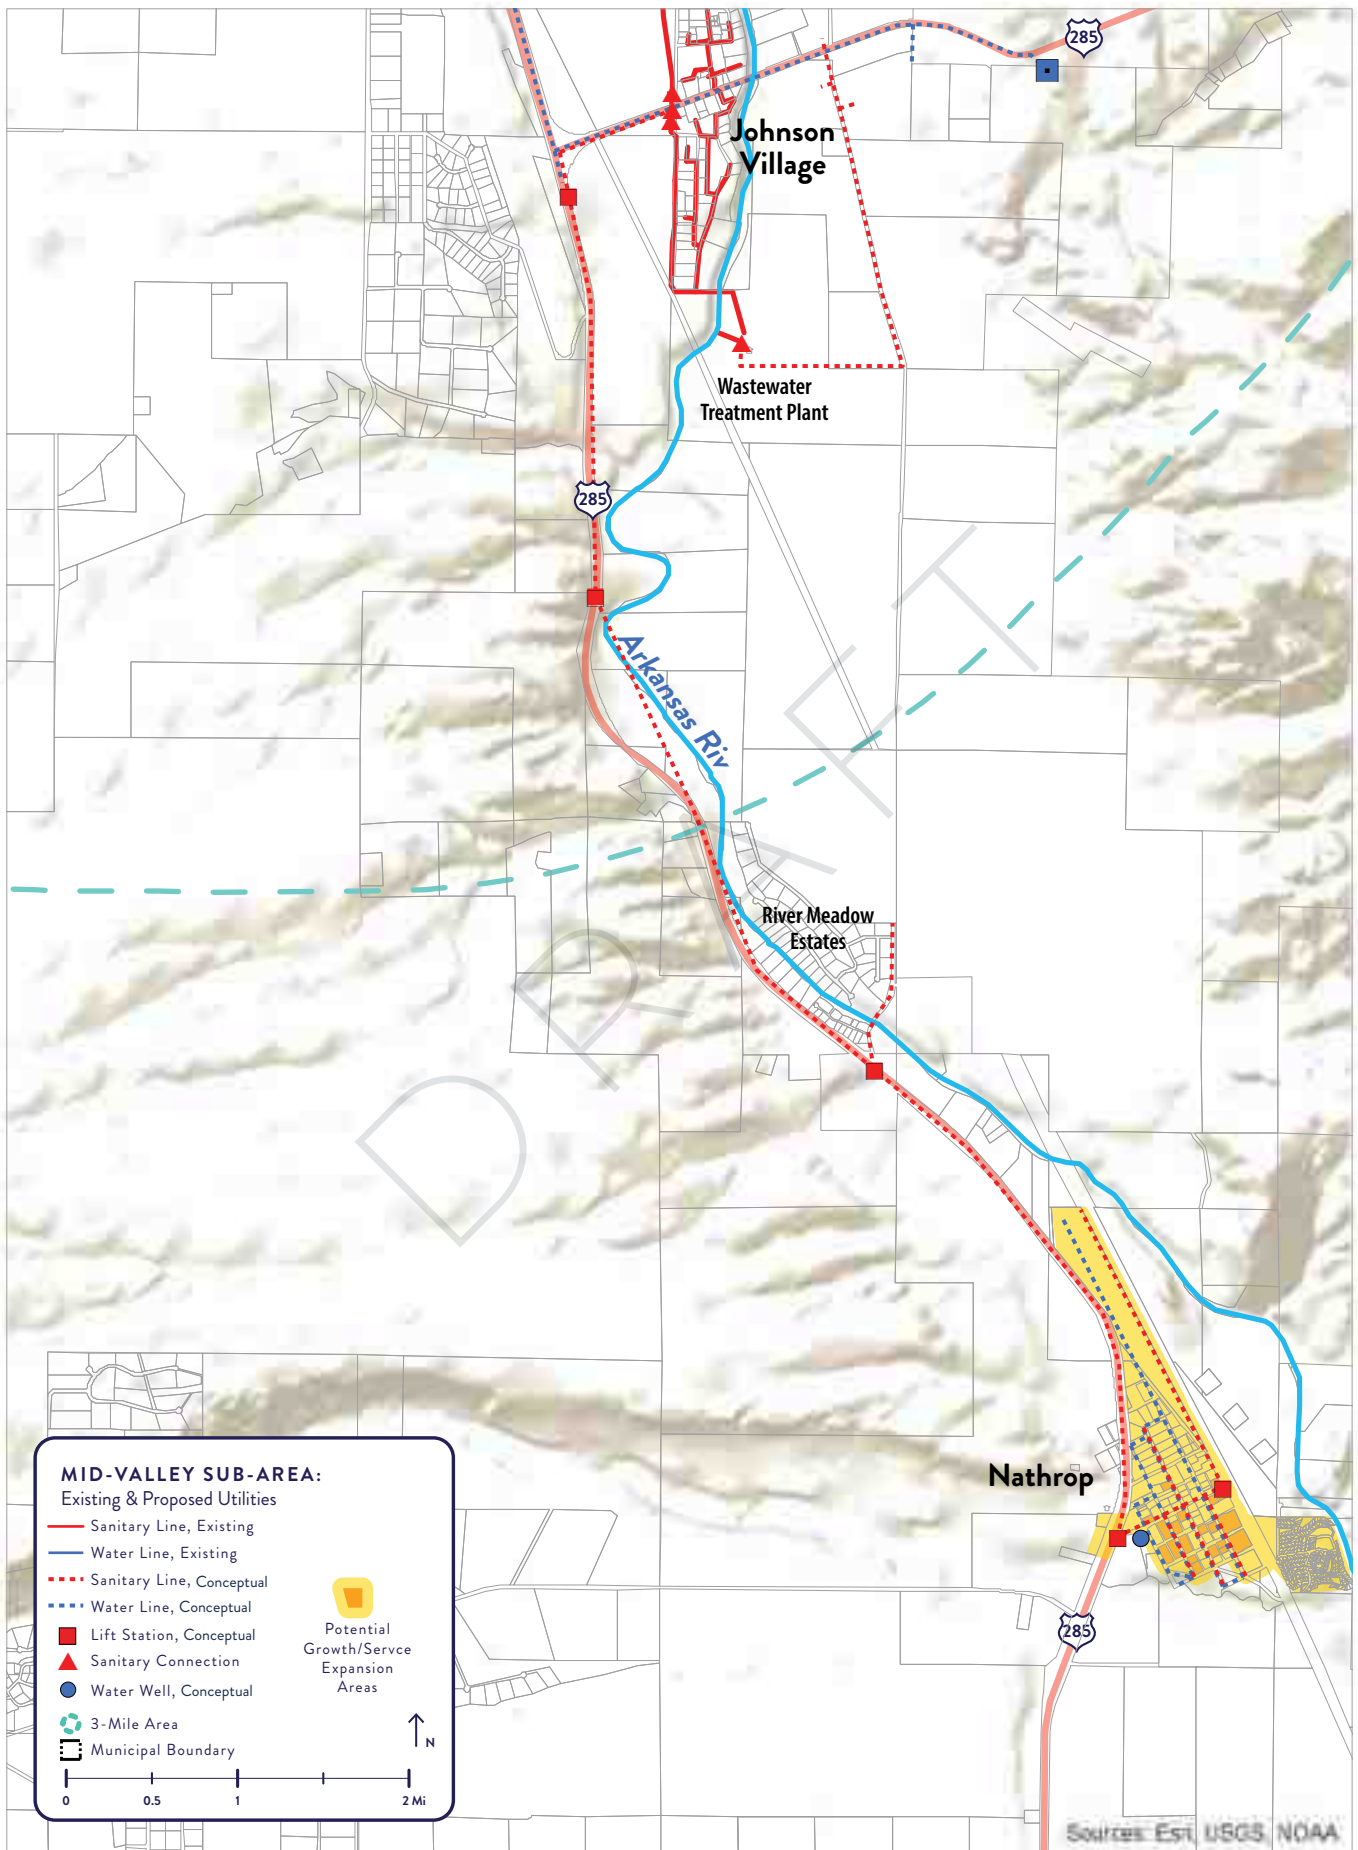 285
Johnson
Village
Wastewater
Treatment Plant
285
Arkansas Riv
River Meadow
Estates
DRAFT
Nathrop
285
MID-VALLEY SUB-AREA:
Existing & Proposed Utilities
Sanitary Line, Existing
Water Line, Existing
Sanitary Line, Conceptual
Water Line, Conceptual
Lift Station, Conceptual
Sanitary Connection
Water Well, Conceptual
3-Mile Area
Municipal Boundary
Potential
Growth/Servce
Expansion
Areas
N
0 0.5 1 2 Mi
Sources: Esri, USGS, NOAA